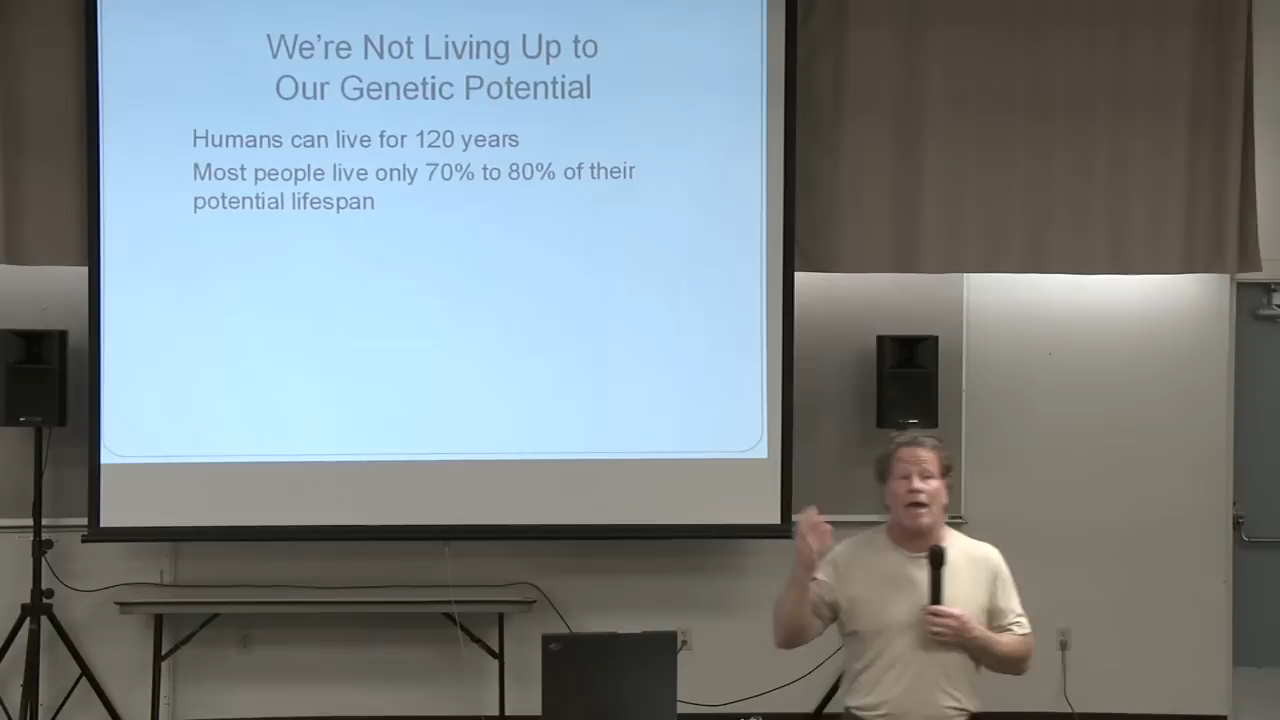 We're Not Living Up to
Our Genetic Potential
Humans can live for 120 years
Most people live only 70% to 80% of their
potential lifespan